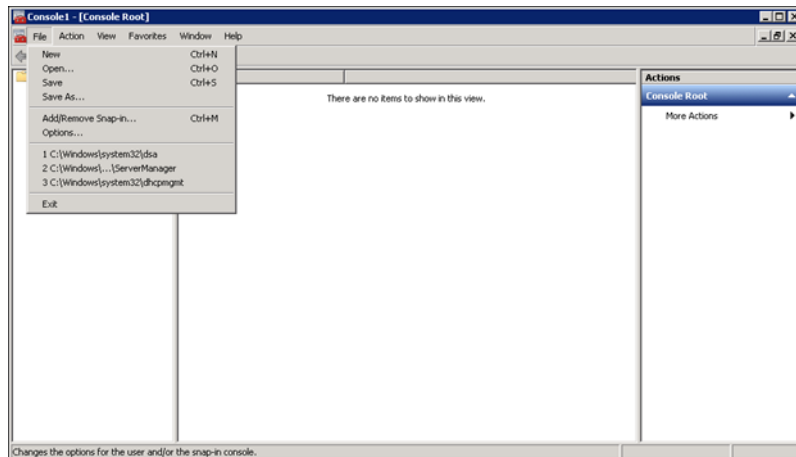 Console1 - [Console Root]
File Action View Favorites Window Help
New Ctrl+N
Open... Ctrl+O
Save Ctrl+S
Save As...
Add/Remove Snap-in... Ctrl+M
Options...
1 C:\Windows\system32\dsa
2 C:\Windows\...\ServerManager
3 C:\Windows\system32\dhcpmgmt
Exit
There are no items to show in this view.
Actions
Console Root
More Actions
Changes the options for the user and/or the snap-in console.